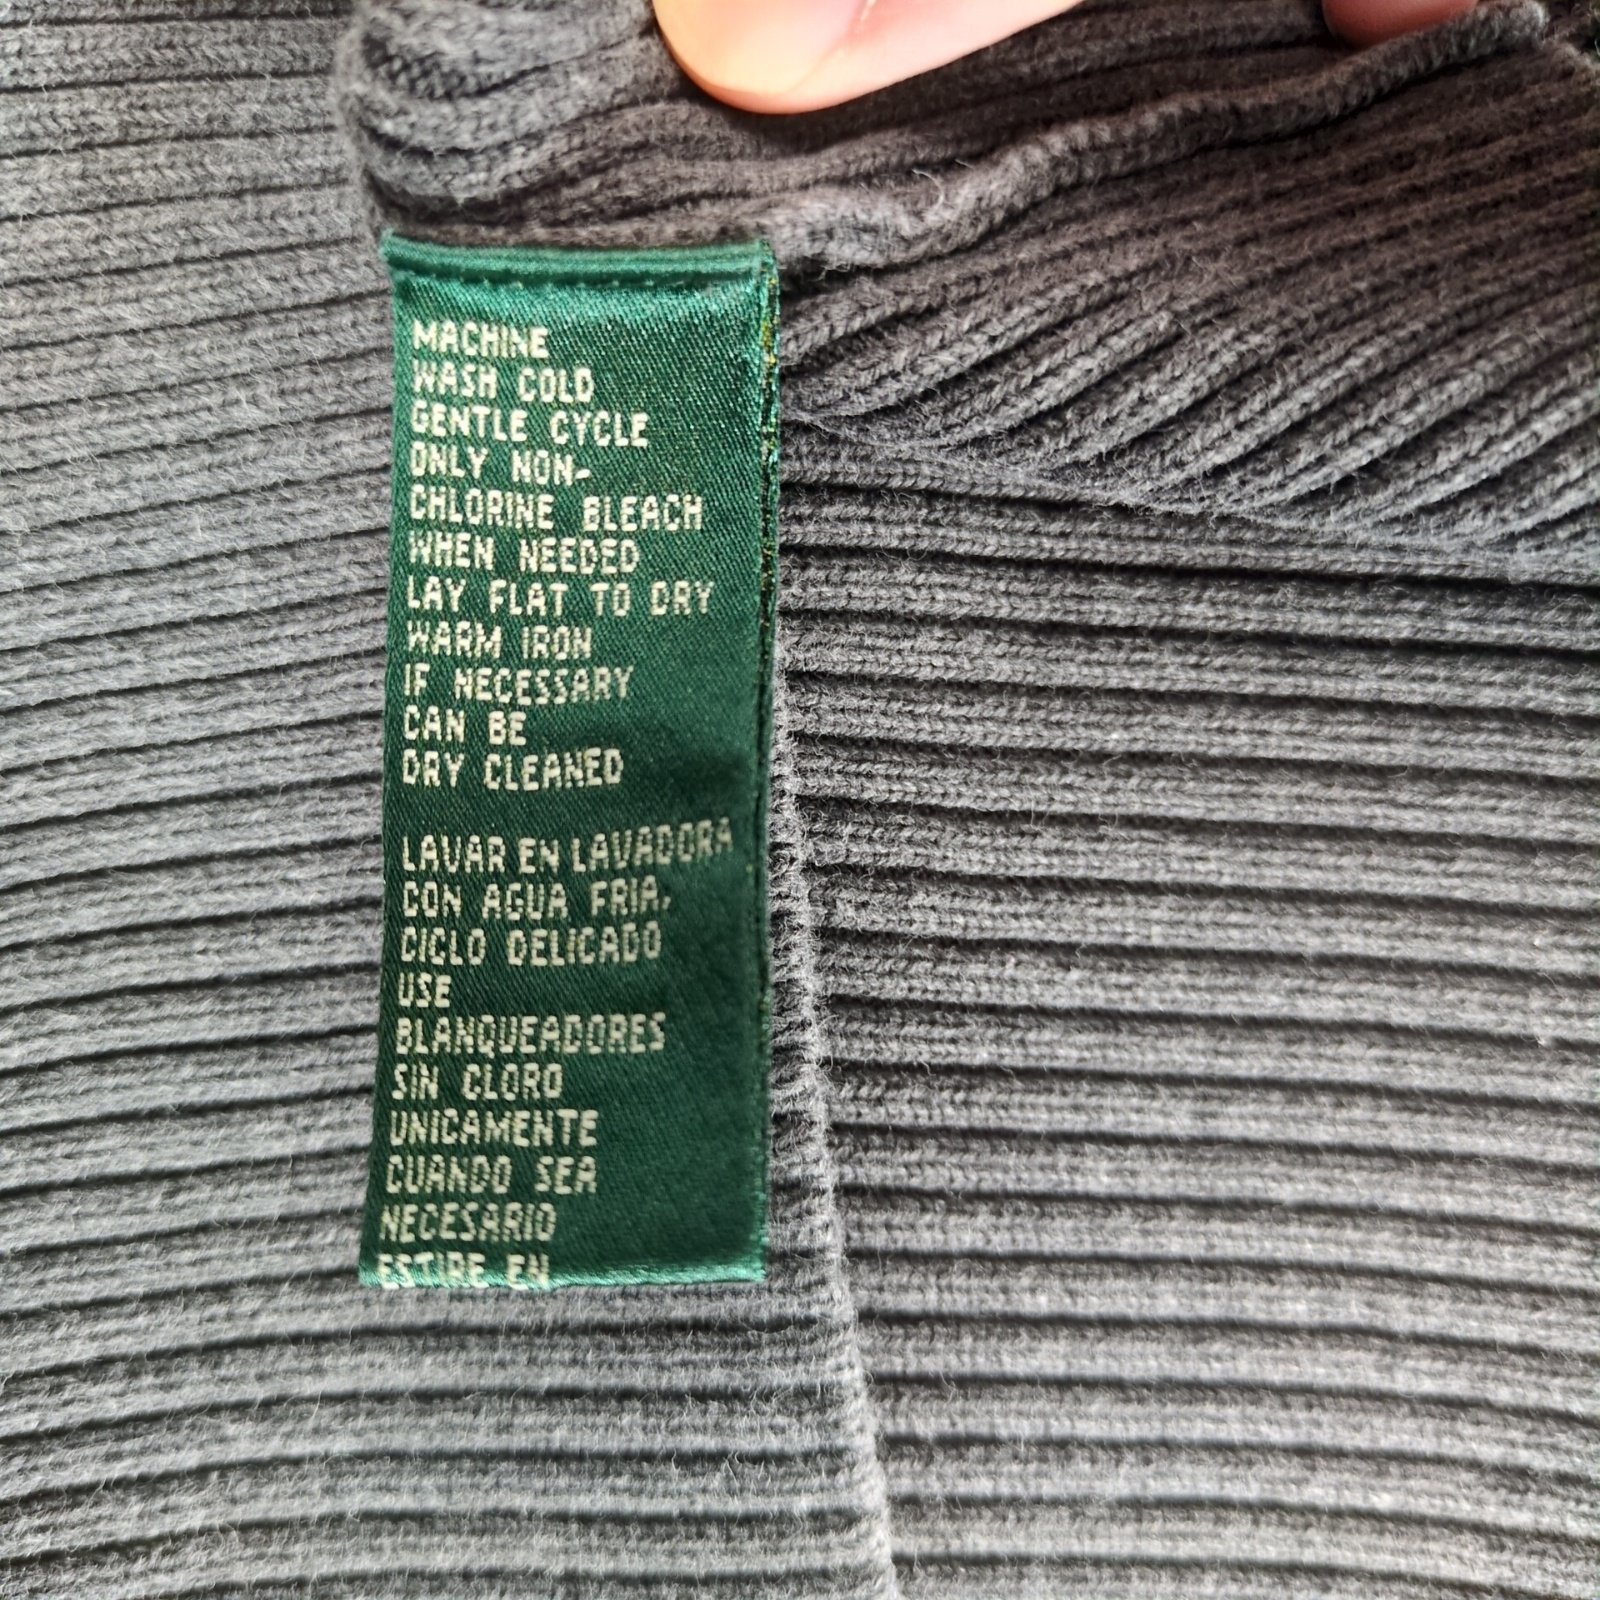 MACHINE
WASH COLD
GENTLE CYCLE
ONLY NON-
CHLORINE BLEACH
WHEN NEEDED
LAY FLAT TO DRY
WARM IRON
IF NECESSARY
CAN BE
DRY CLEANED
LAVAR EN LAVADORA
CON AGUA FRIA,
CICLO DELICADO
USE
BLANQUEADORES
SIN CLORO
UNICAMENTE
CUANDO SEA
NECESARIO
ESTIRE EN